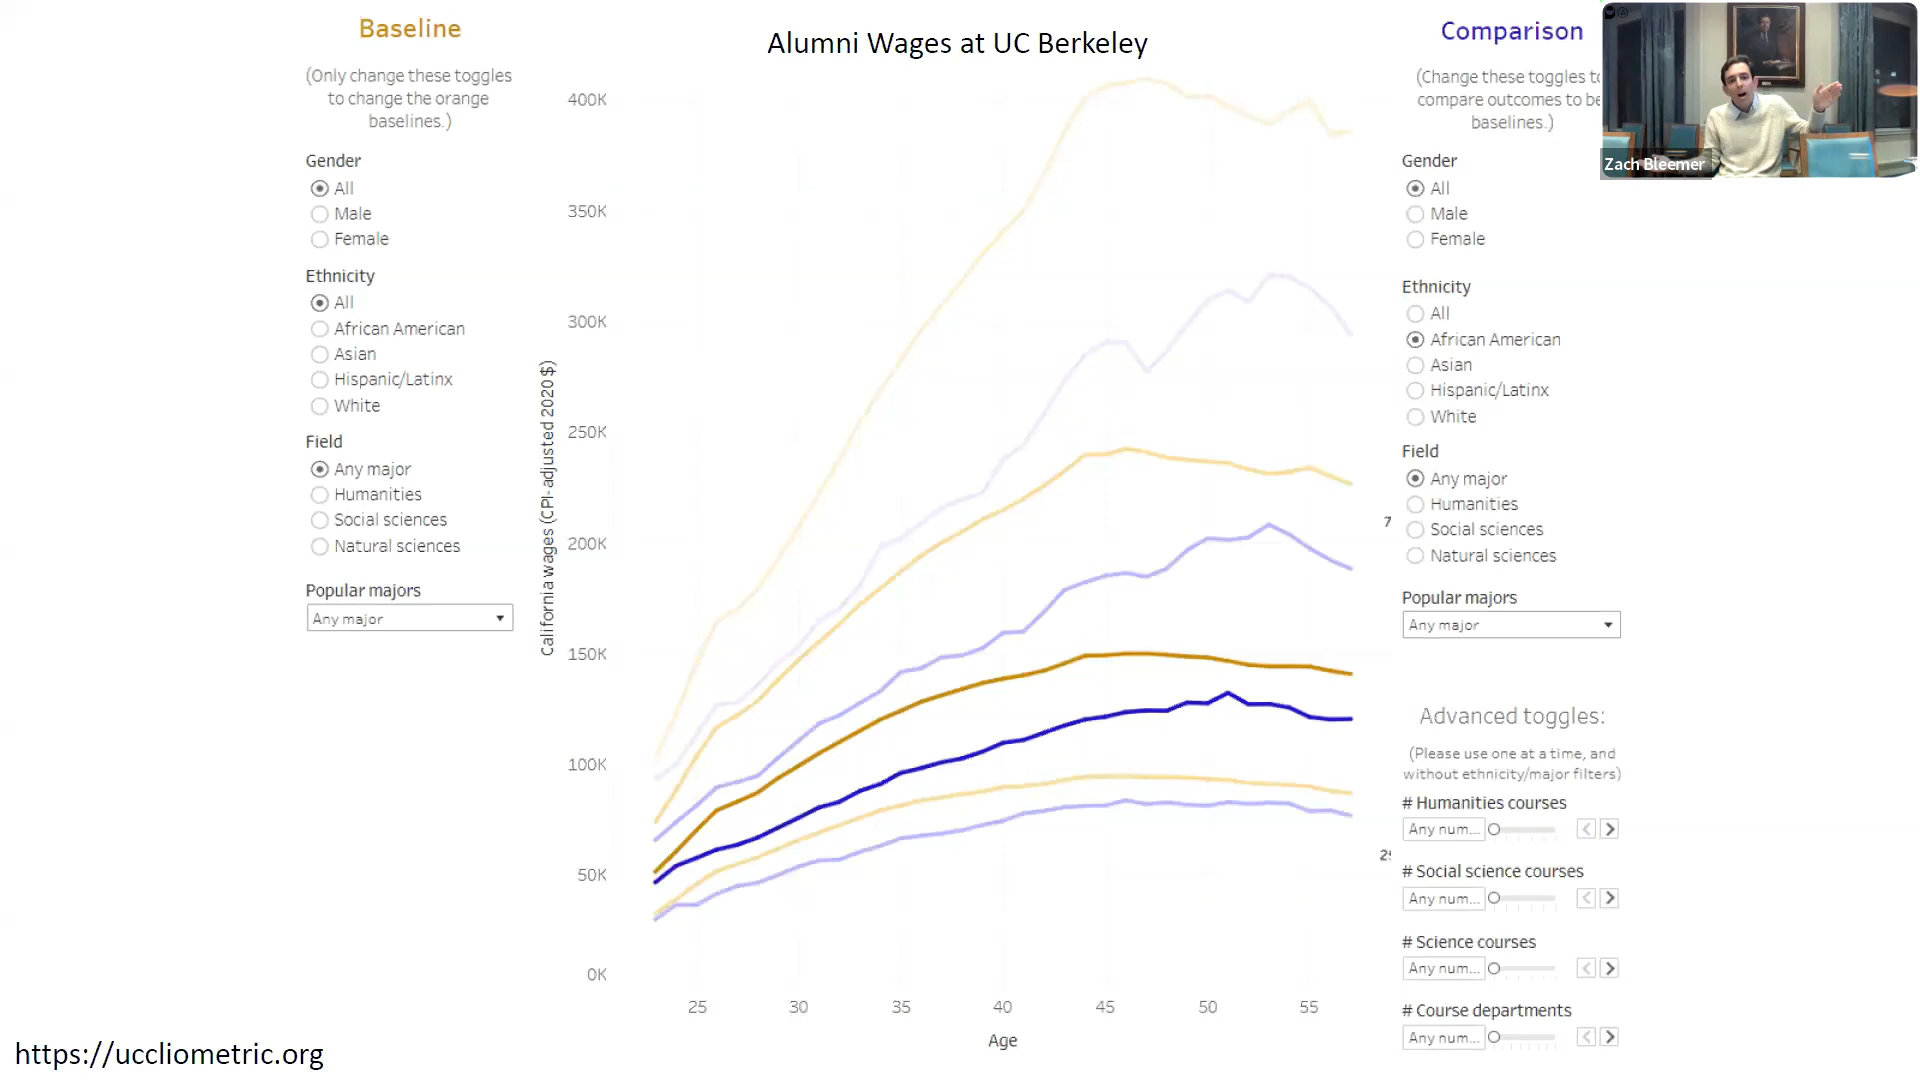 Baseline
(Only change these toggles
to change the orange
baselines.)
Gender
All
Male
Female
Ethnicity
All
African American
Asian
Hispanic/Latinx
White
Field
Any major
Humanities
Social sciences
Natural sciences
Popular majors
Any major
Alumni Wages at UC Berkeley
California wages (CPI-adjusted 2020 $)
400K
350K
300K
250K
200K
150K
100K
50K
0K
25
30
35
40
45
50
55
Age
7
Comparison
(Change these toggles to
compare outcomes to be
baselines.)
Gender
All
Male
Female
Ethnicity
All
African American
Asian
Hispanic/Latinx
White
Field
Any major
Humanities
Social sciences
Natural sciences
Popular majors
Any major
Advanced toggles:
(Please use one at a time, and
without ethnicity/major filters)
# Humanities courses
Any num...
# Social science courses
Any num...
# Science courses
Any num...
# Course departments
Any num...
Zach Bleemer
https://uccliometric.org